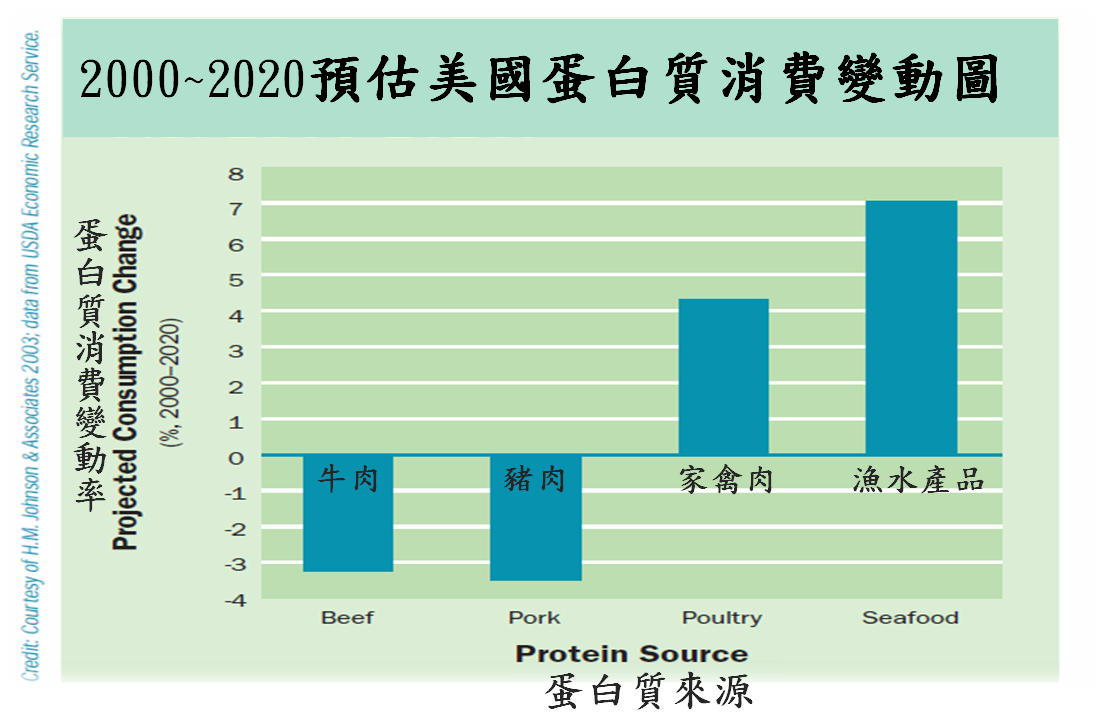 2000~2020預估美國蛋白質消費變動圖
Credit: Courtesy of H.M. Johnson & Associates 2003; data from USDA Economic Research Service.
蛋白質消費變動率
Projected Consumption Change
(%, 2000–2020)
8
7
6
5
4
3
2
1
0
-1
-2
-3
-4
牛肉
豬肉
家禽肉
漁水產品
Beef
Pork
Poultry
Seafood
Protein Source
蛋白質來源